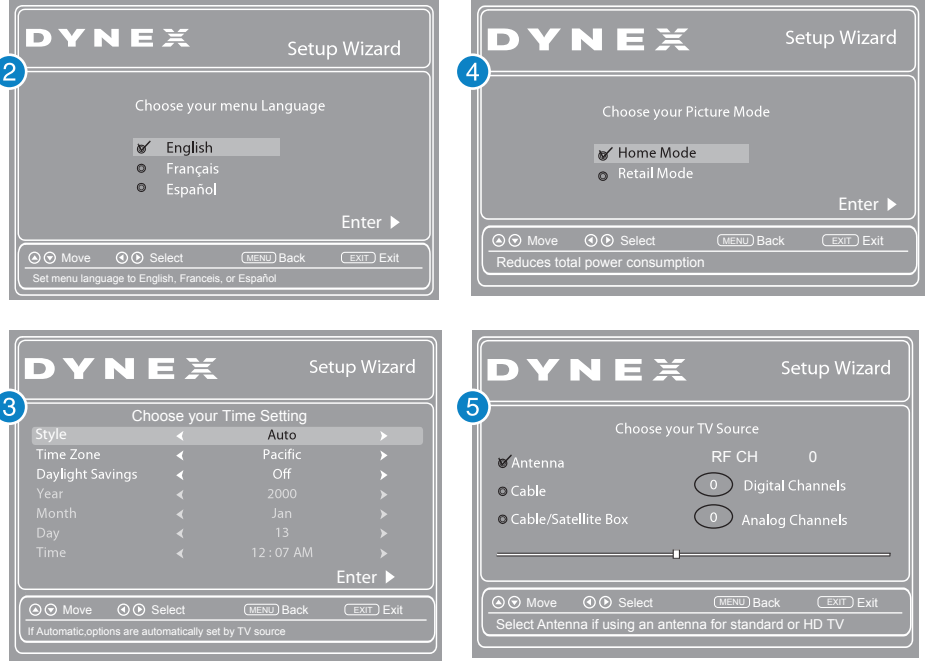 2
DYNEX
Setup Wizard
Choose your menu Language
English
Français
Español
Enter
Move Select MENU Back EXIT Exit
Set menu language to English, Franceis, or Español
3
DYNEX
Setup Wizard
Choose your Time Setting
Style Auto
Time Zone Pacific
Daylight Savings Off
Year 2000
Month Jan
Day 13
Time 12 : 07 AM
Enter
Move Select MENU Back EXIT Exit
If Automatic,options are automatically set by TV source
4
DYNEX
Setup Wizard
Choose your Picture Mode
Home Mode
Retail Mode
Enter
Move Select MENU Back EXIT Exit
Reduces total power consumption
5
DYNEX
Setup Wizard
Choose your TV Source
Antenna RF CH 0
Cable 0 Digital Channels
Cable/Satellite Box 0 Analog Channels
Move Select MENU Back EXIT Exit
Select Antenna if using an antenna for standard or HD TV